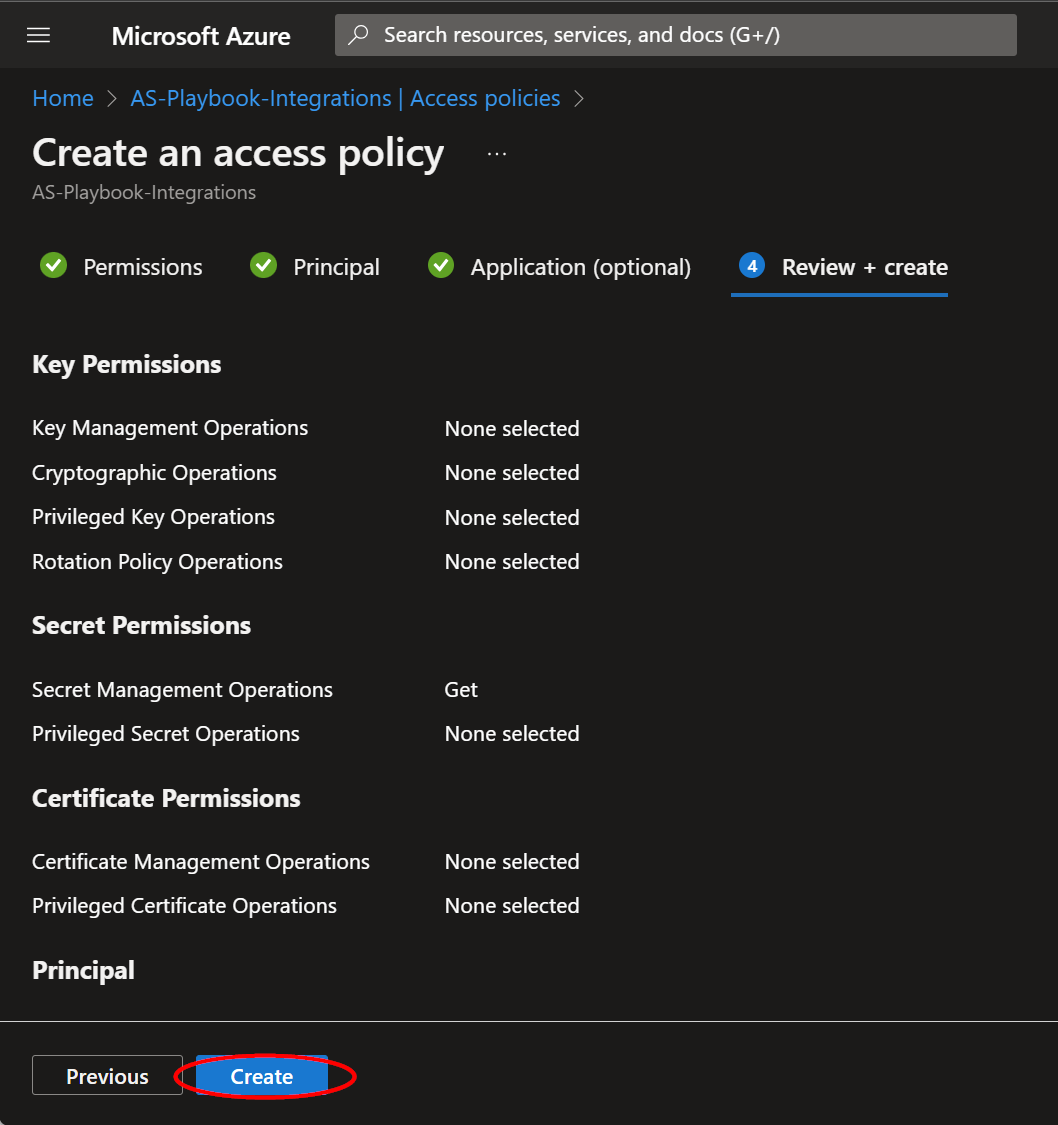 Microsoft Azure
Search resources, services, and docs (G+/)
Home > AS-Playbook-Integrations | Access policies >
Create an access policy ...
AS-Playbook-Integrations
Permissions
Principal
Application (optional)
4 Review + create
Key Permissions
Key Management Operations None selected
Cryptographic Operations None selected
Privileged Key Operations None selected
Rotation Policy Operations None selected
Secret Permissions
Secret Management Operations Get
Privileged Secret Operations None selected
Certificate Permissions
Certificate Management Operations None selected
Privileged Certificate Operations None selected
Principal
Previous
Create